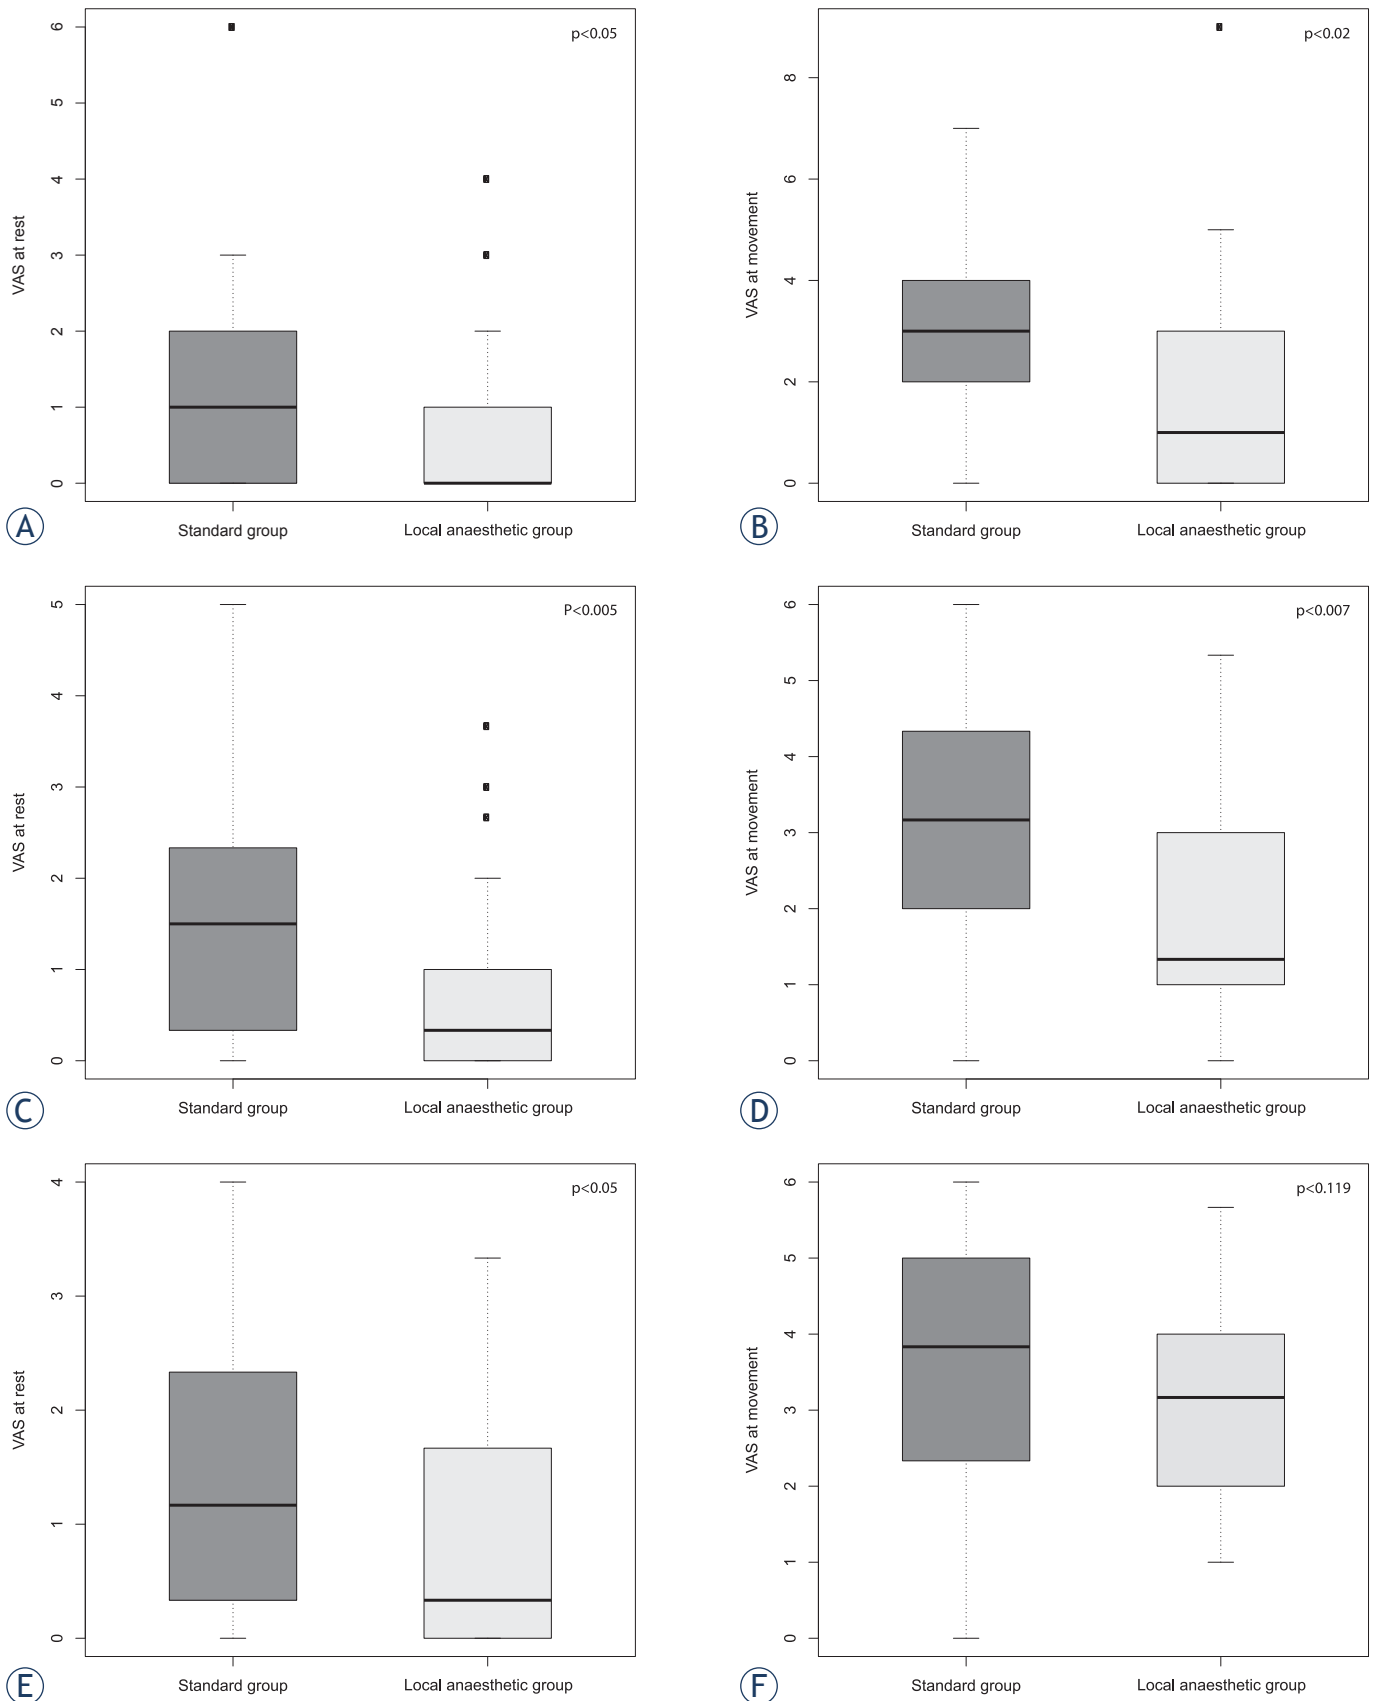 6
5
4
3
2
1
0
VAS at rest
p<0.05
Standard group
Local anaesthetic group
A
8
6
4
2
0
VAS at movement
p<0.02
Standard group
Local anaesthetic group
B
5
4
3
2
1
0
VAS at rest
P<0.005
Standard group
Local anaesthetic group
C
6
5
4
3
2
1
0
VAS at movement
p<0.007
Standard group
Local anaesthetic group
D
4
3
2
1
0
VAS at rest
p<0.05
Standard group
Local anaesthetic group
E
6
5
4
3
2
1
0
VAS at movement
p<0.119
Standard group
Local anaesthetic group
F